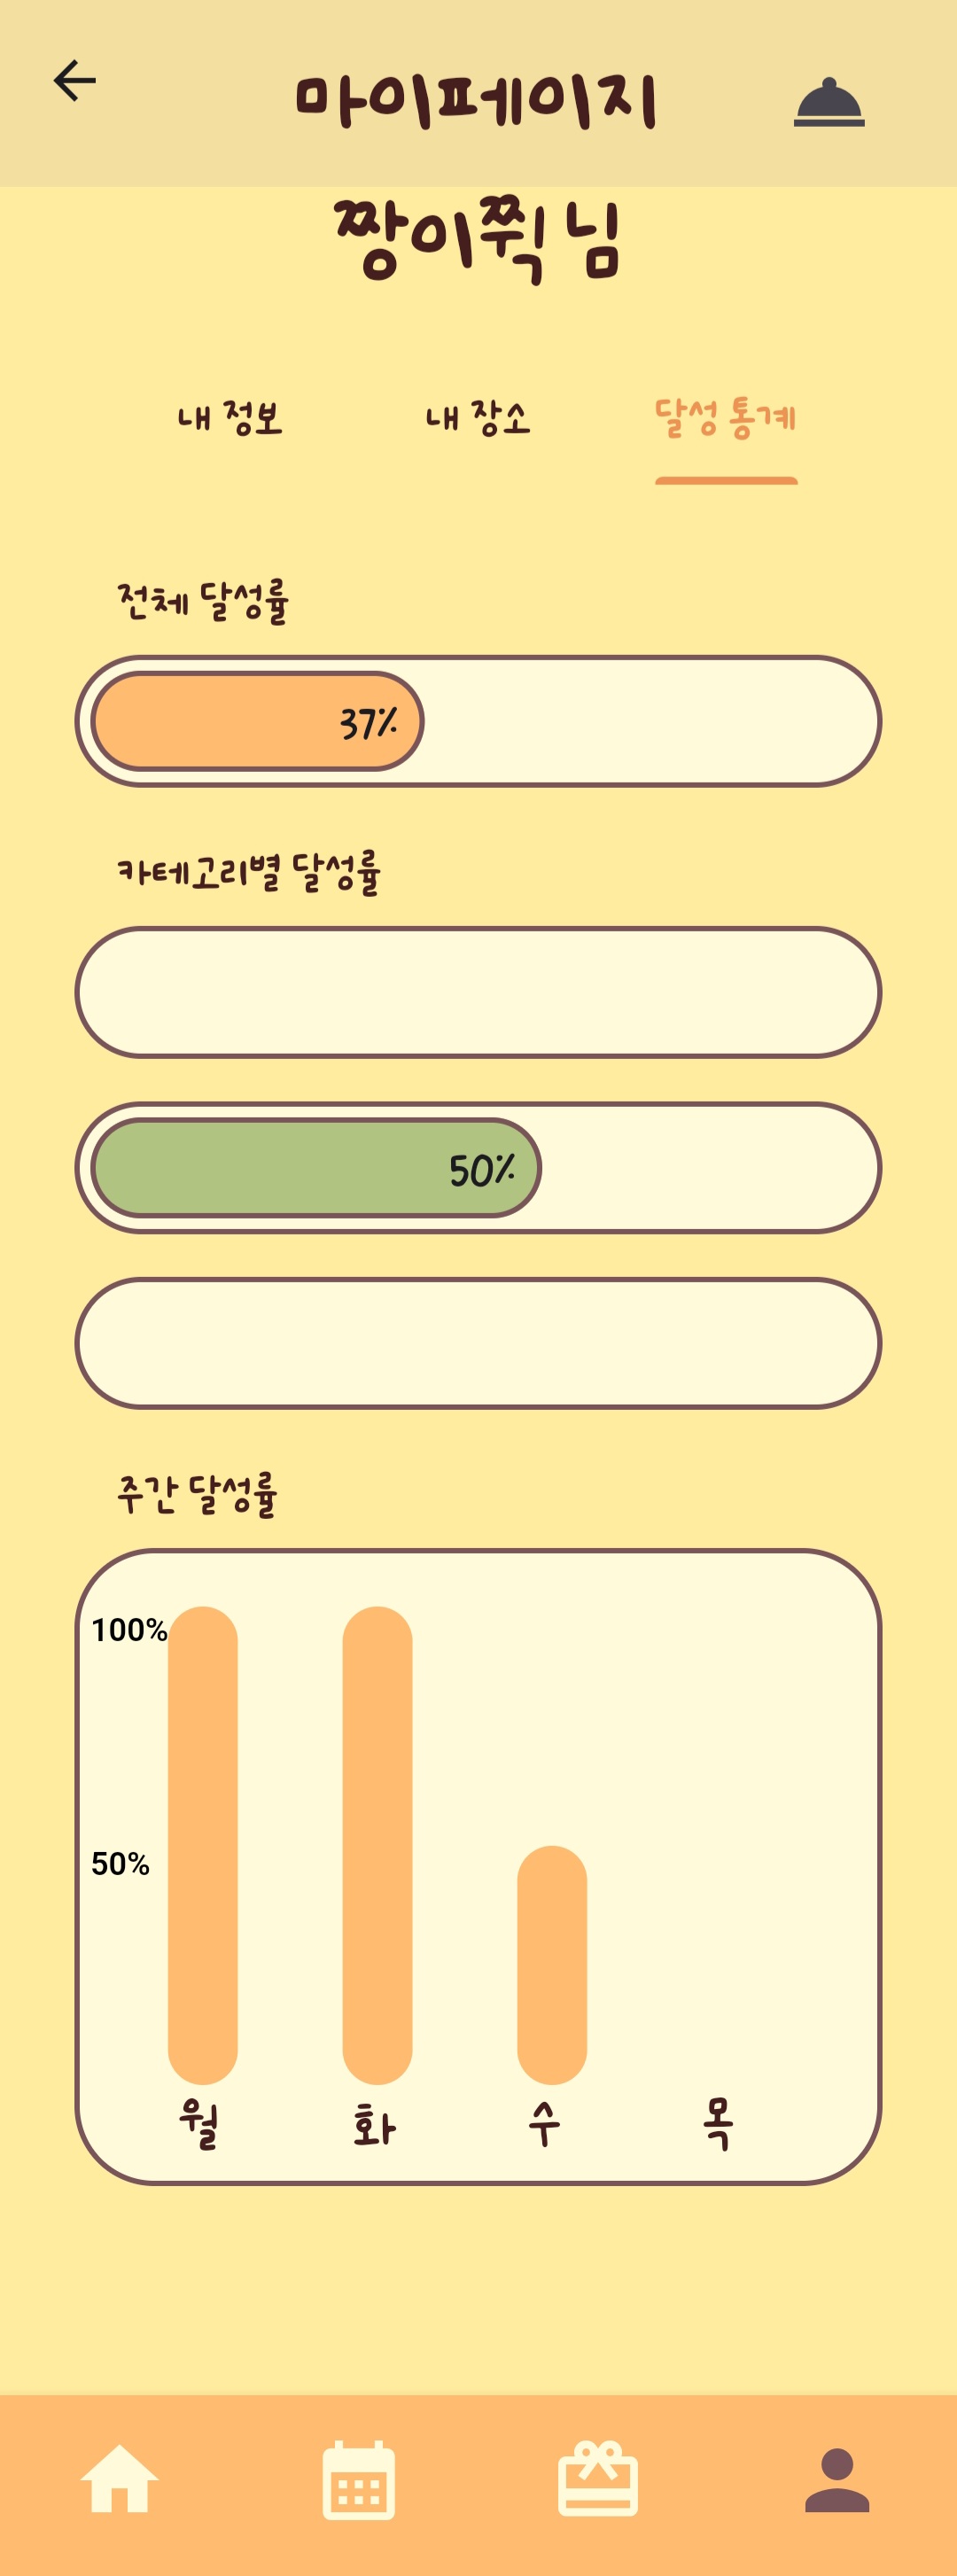 마이페이지
짱이쮝 님
내 정보 내 장소 달성 통계
전체 달성률
37%
카테고리별 달성률
50%
주간 달성률
100%
50%
월 화 수 목